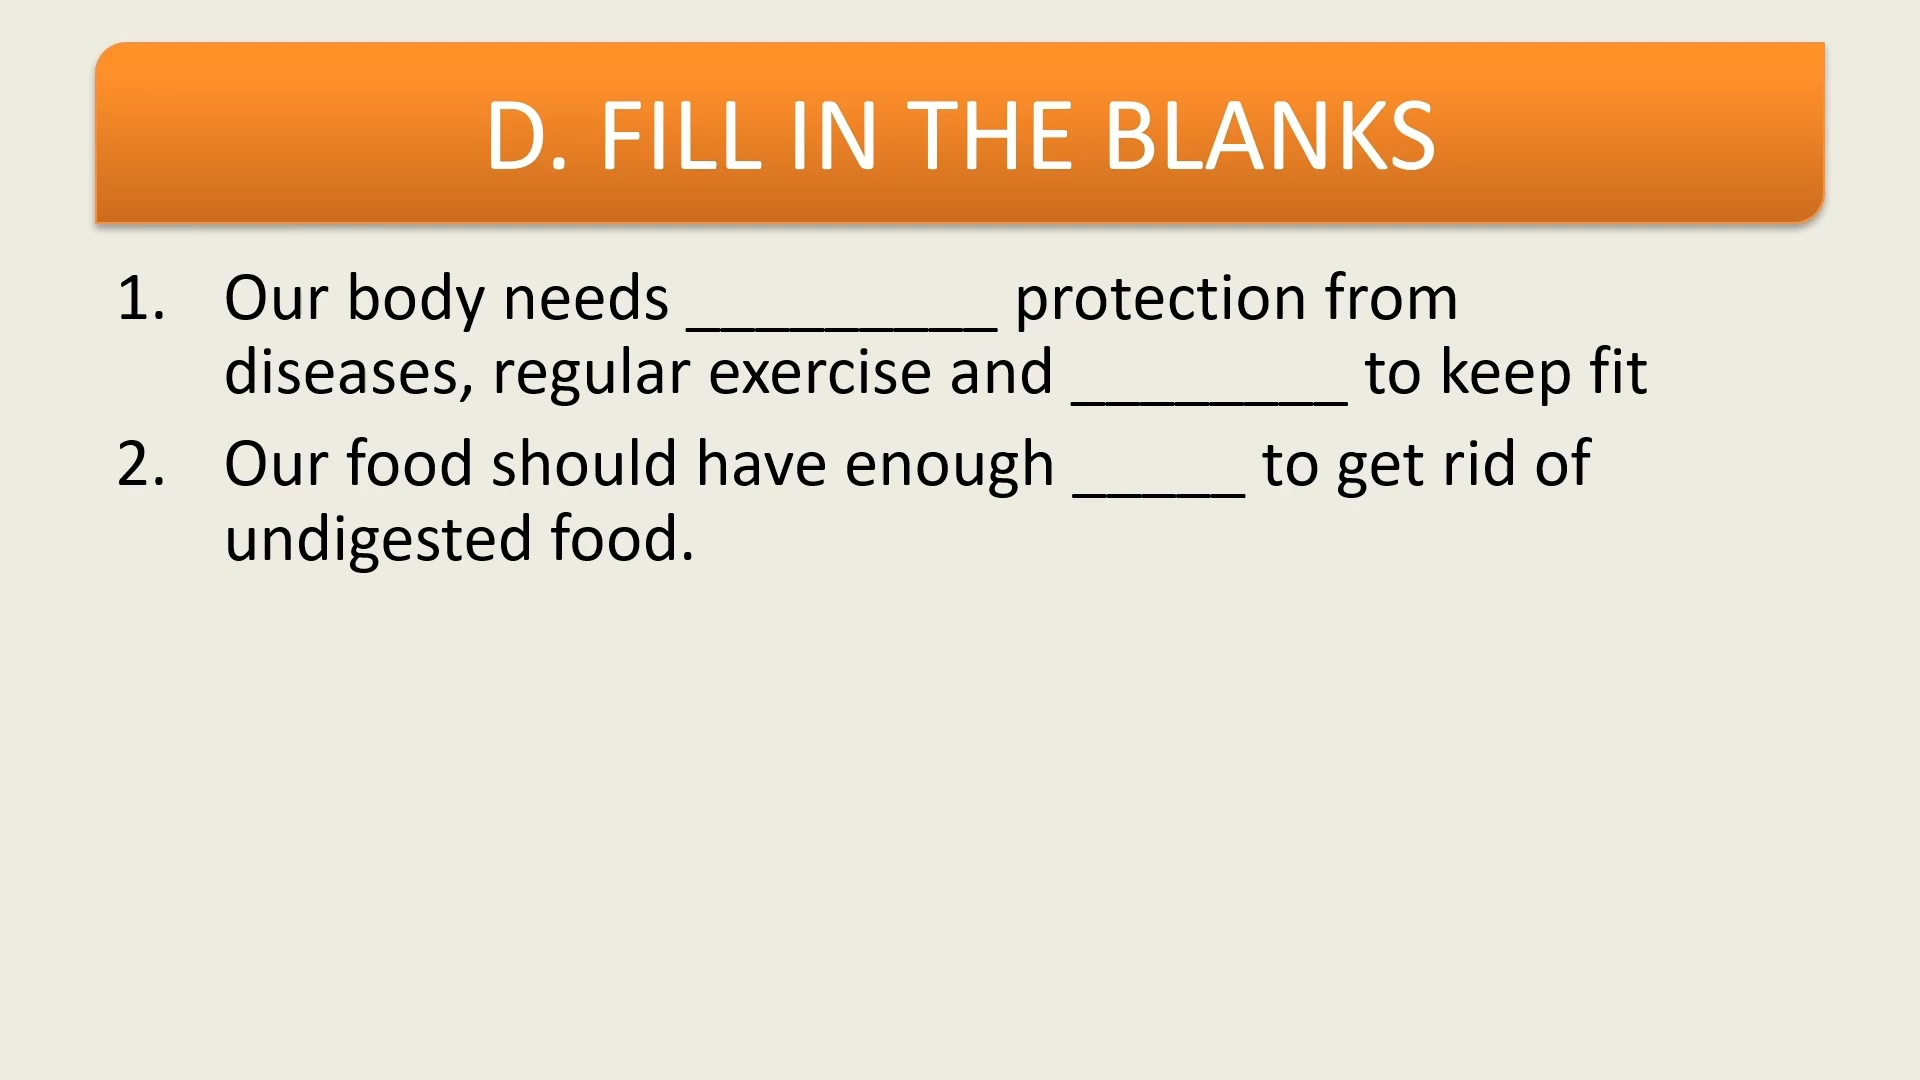 D. FILL IN THE BLANKS
1. Our body needs _________ protection from
diseases, regular exercise and ________ to keep fit
2. Our food should have enough _____ to get rid of
undigested food.